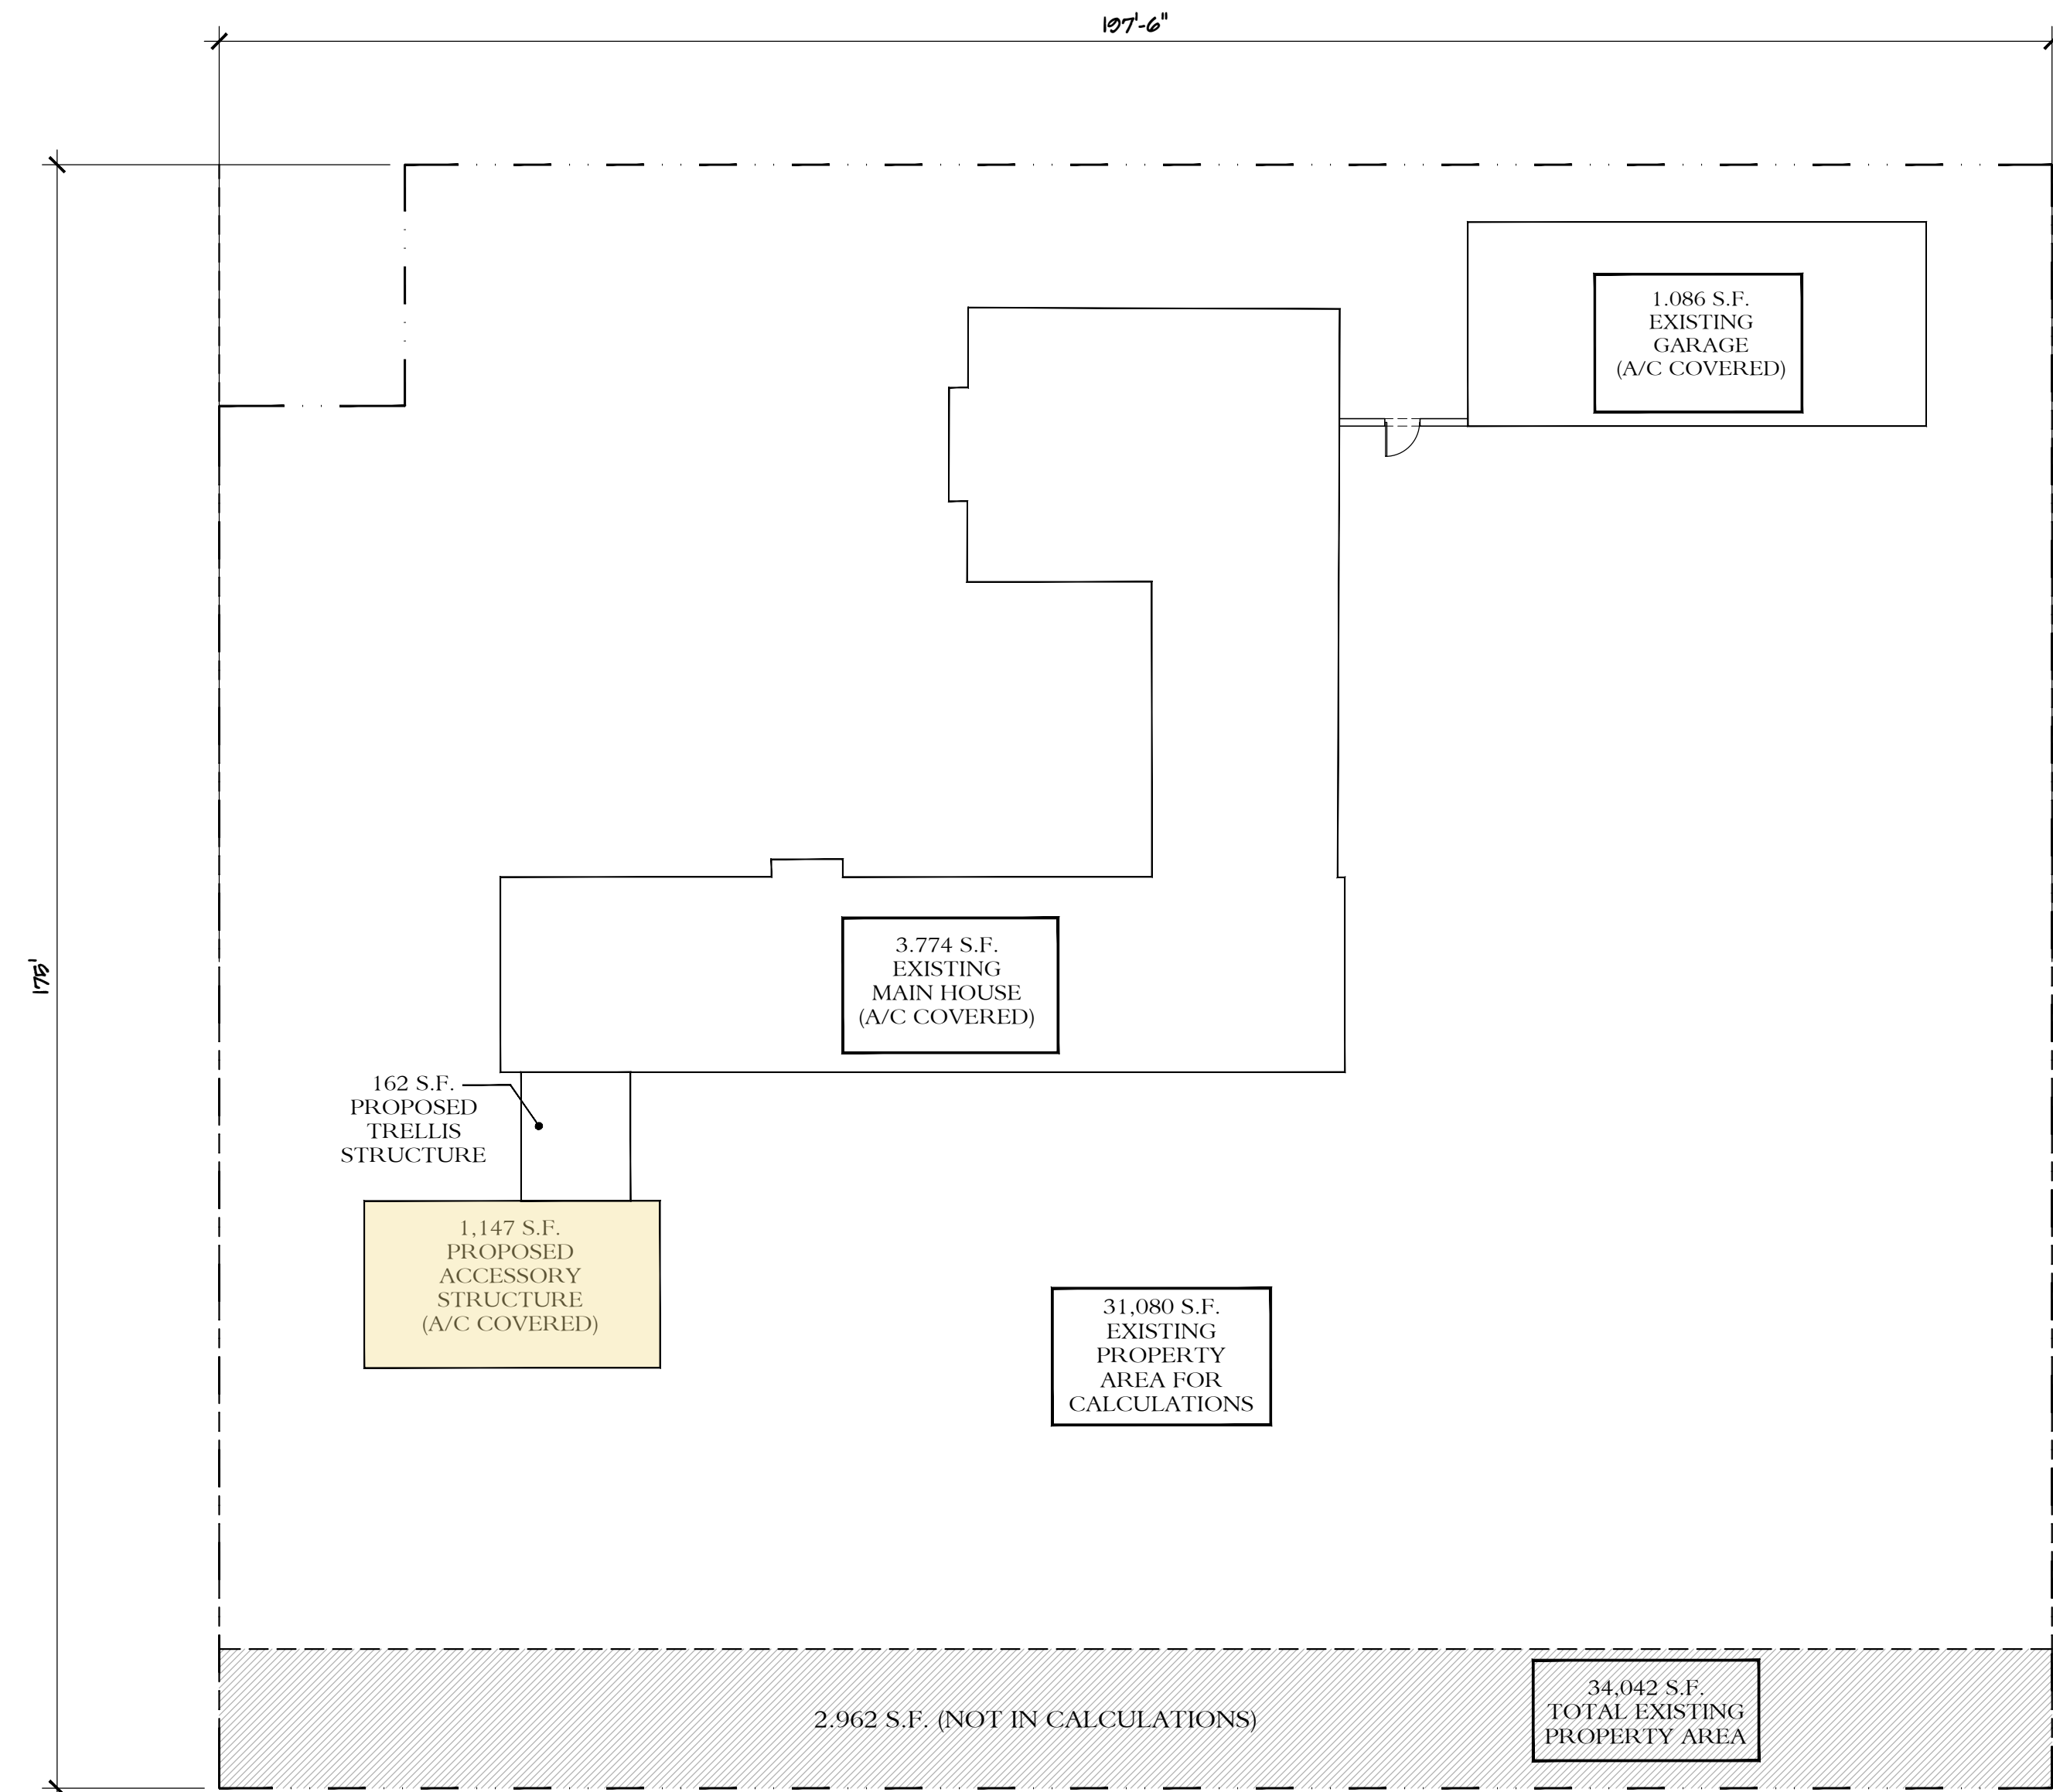 197'-6"
175'
1.086 S.F.
EXISTING
GARAGE
(A/C COVERED)
3.774 S.F.
EXISTING
MAIN HOUSE
(A/C COVERED)
162 S.F.
PROPOSED
TRELLIS
STRUCTURE
1,147 S.F.
PROPOSED
ACCESSORY
STRUCTURE
(A/C COVERED)
31,080 S.F.
EXISTING
PROPERTY
AREA FOR
CALCULATIONS
2.962 S.F. (NOT IN CALCULATIONS)
34,042 S.F.
TOTAL EXISTING
PROPERTY AREA